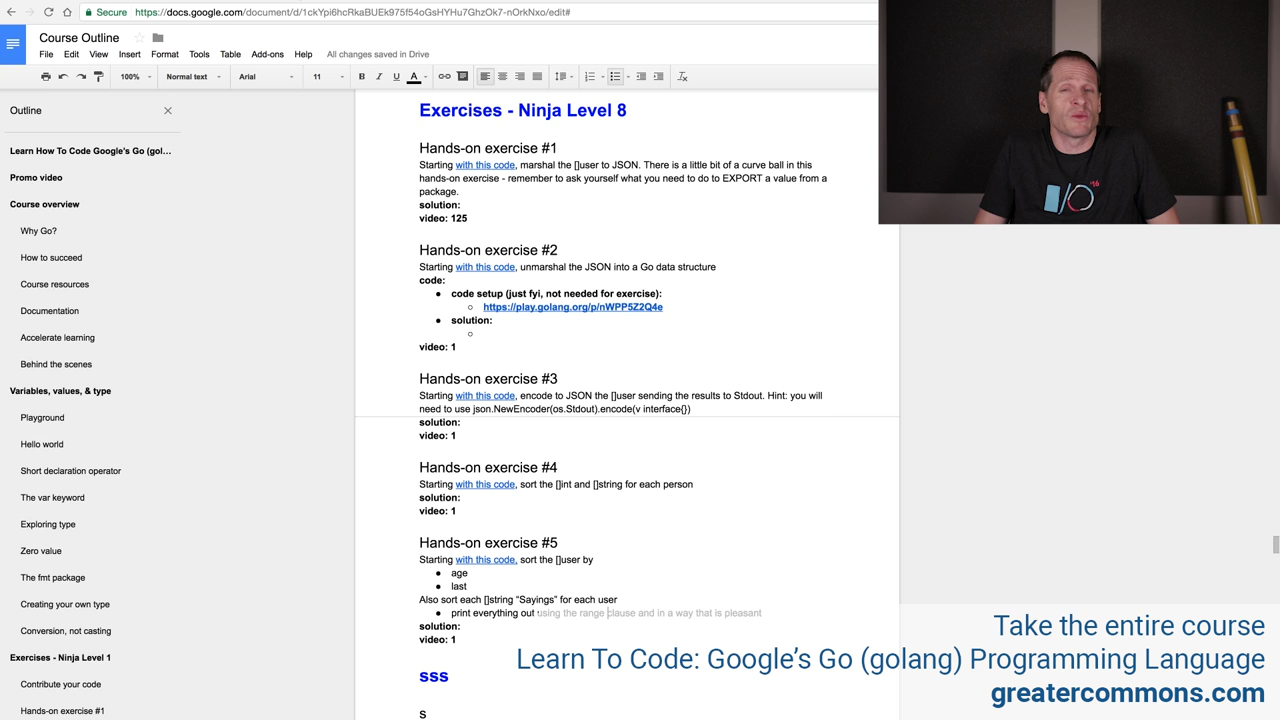 Secure
https://docs.google.com/document/d/1ckYpi6hcRkaBUEk975f54oGsHYHu7GhzOk7-nOrkNxo/edit#
Course Outline
File Edit View Insert Format Tools Table Add-ons Help All changes saved in Drive
100% Normal text Arial 11 B I U A
Outline
Learn How To Code Google's Go (gol...
Promo video
Course overview
Why Go?
How to succeed
Course resources
Documentation
Accelerate learning
Behind the scenes
Variables, values, & type
Playground
Hello world
Short declaration operator
The var keyword
Exploring type
Zero value
The fmt package
Creating your own type
Conversion, not casting
Exercises - Ninja Level 1
Contribute your code
Hands-on exercise #1
Exercises - Ninja Level 8
Hands-on exercise #1
Starting with this code, marshal the []user to JSON. There is a little bit of a curve ball in this
hands-on exercise - remember to ask yourself what you need to do to EXPORT a value from a
package.
solution:
video: 125
Hands-on exercise #2
Starting with this code, unmarshal the JSON into a Go data structure
code:
● code setup (just fyi, not needed for exercise):
○ https://play.golang.org/p/nWPP5Z2Q4e
● solution:
○
video: 1
Hands-on exercise #3
Starting with this code, encode to JSON the []user sending the results to Stdout. Hint: you will
need to use json.NewEncoder(os.Stdout).encode(v interface{})
solution:
video: 1
Hands-on exercise #4
Starting with this code, sort the []int and []string for each person
solution:
video: 1
Hands-on exercise #5
Starting with this code, sort the []user by
● age
● last
Also sort each []string “Sayings” for each user
● print everything out using the range clause and in a way that is pleasant
solution:
video: 1
sss
S
I/O '16
Take the entire course
Learn To Code: Google’s Go (golang) Programming Language
greatercommons.com